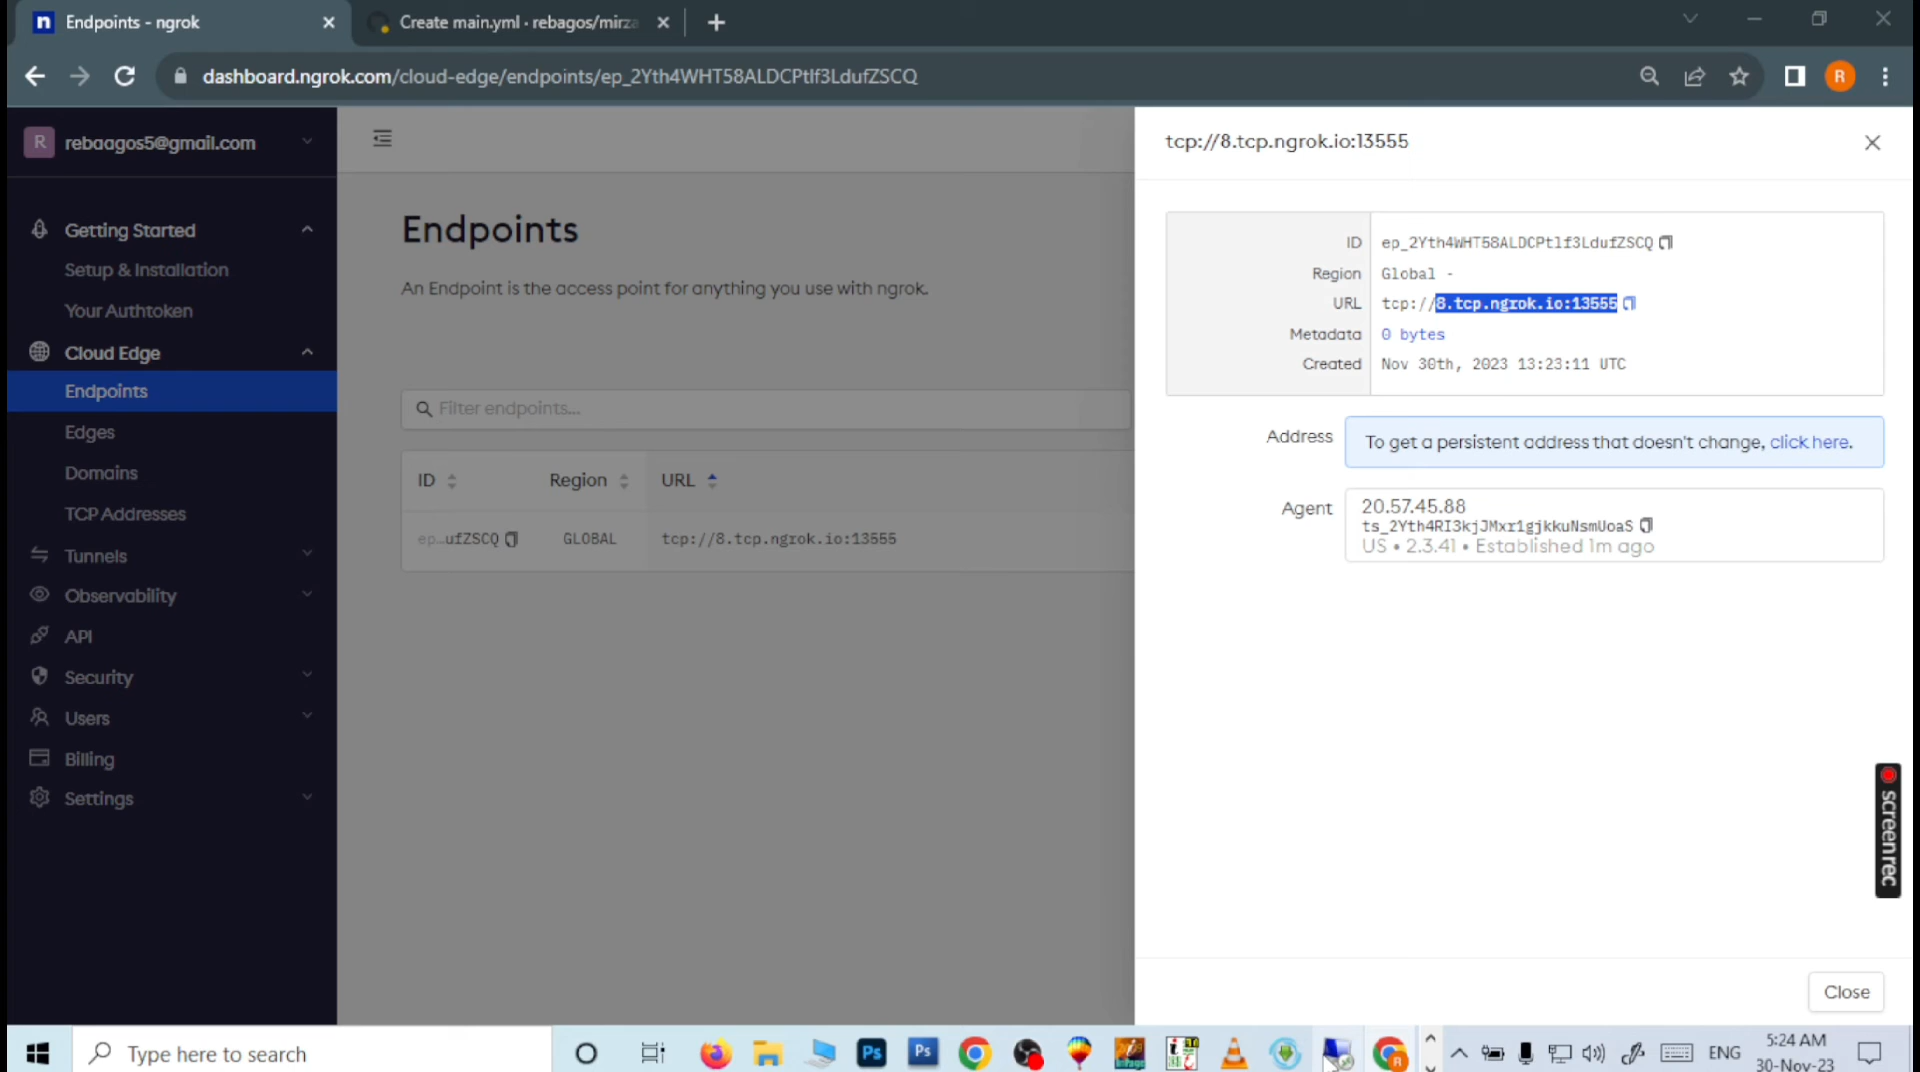 Endpoints - ngrok
Create main.yml · rebagos/mirza
dashboard.ngrok.com/cloud-edge/endpoints/ep_2Yth4WHT58ALDCPtlf3LdufZSCQ
R
R rebaagos5@gmail.com
Getting Started
Setup & Installation
Your Authtoken
Cloud Edge
Endpoints
Edges
Domains
TCP Addresses
Tunnels
Observability
API
Security
Users
Billing
Settings
Endpoints
An Endpoint is the access point for anything you use with ngrok.
Filter endpoints...
ID Region URL
ep…ufZSCQ GLOBAL tcp://8.tcp.ngrok.io:13555
tcp://8.tcp.ngrok.io:13555
ID ep_2Yth4WHT58ALDCPtlf3LdufZSCQ
Region Global -
URL tcp://8.tcp.ngrok.io:13555
Metadata 0 bytes
Created Nov 30th, 2023 13:23:11 UTC
Address To get a persistent address that doesn't change, click here.
Agent 20.57.45.88
ts_2Yth4RI3kjJMxr1gjkkuNsmUoaS
US • 2.3.41 • Established 1m ago
screenrec
Close
Type here to search
Ps
Ps
ENG
5:24 AM
30-Nov-23